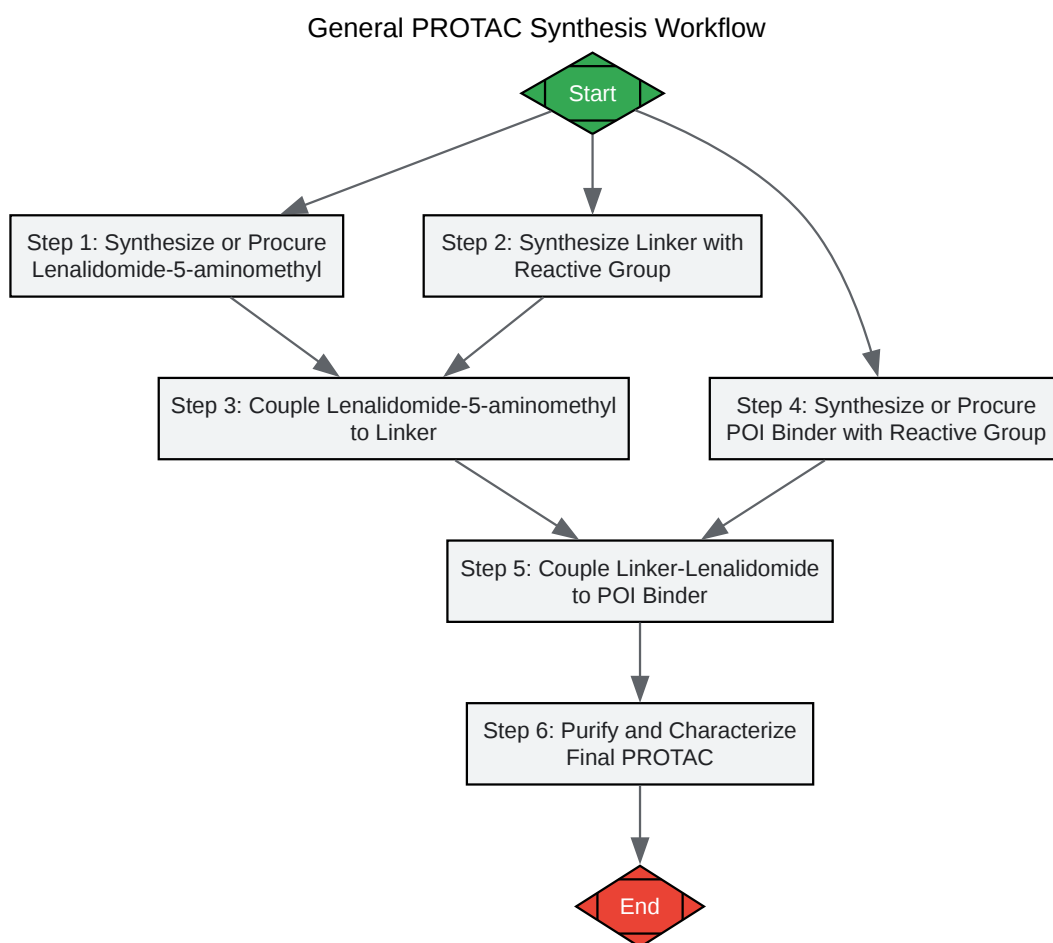 General PROTAC Synthesis Workflow
Start
Step 1: Synthesize or Procure
Lenalidomide-5-aminomethyl
Step 2: Synthesize Linker with
Reactive Group
Step 3: Couple Lenalidomide-5-aminomethyl
to Linker
Step 4: Synthesize or Procure
POI Binder with Reactive Group
Step 5: Couple Linker-Lenalidomide
to POI Binder
Step 6: Purify and Characterize
Final PROTAC
End